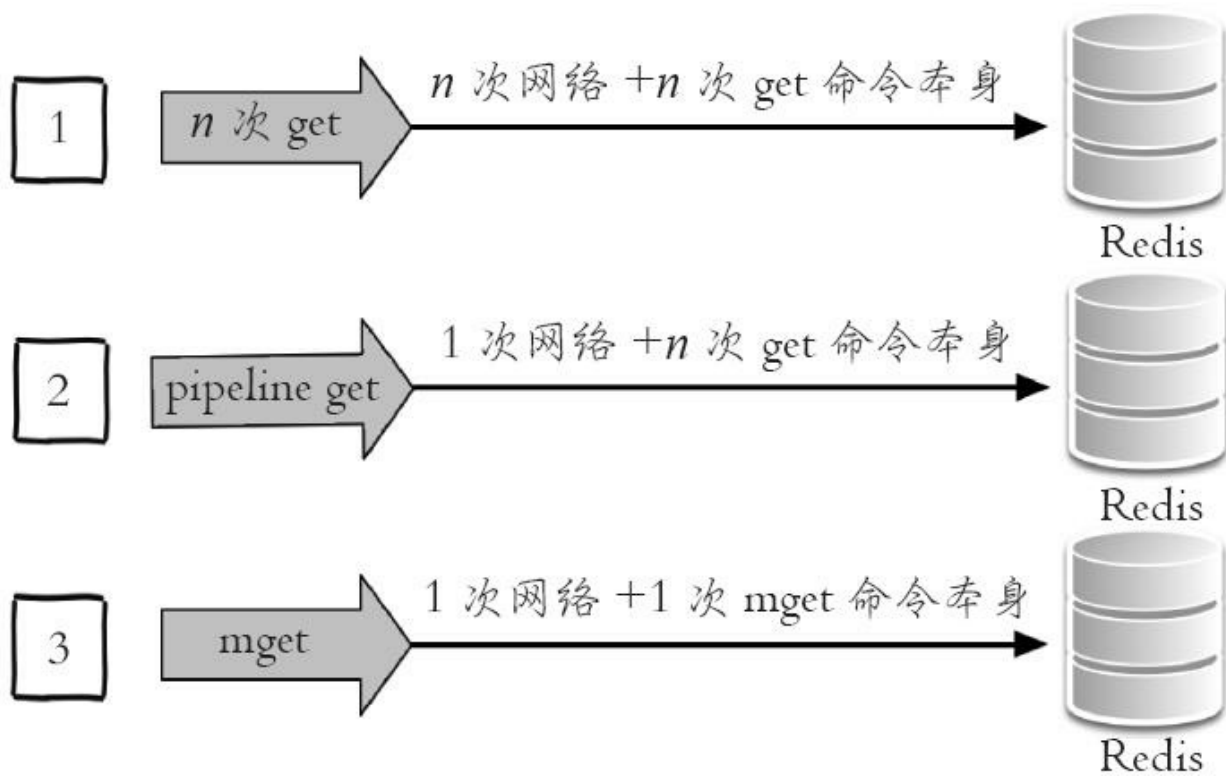 1
n 次 get
n 次网络 +n 次 get 命令本身
Redis
2
pipeline get
1 次网络 +n 次 get 命令本身
Redis
3
mget
1 次网络 +1 次 mget 命令本身
Redis